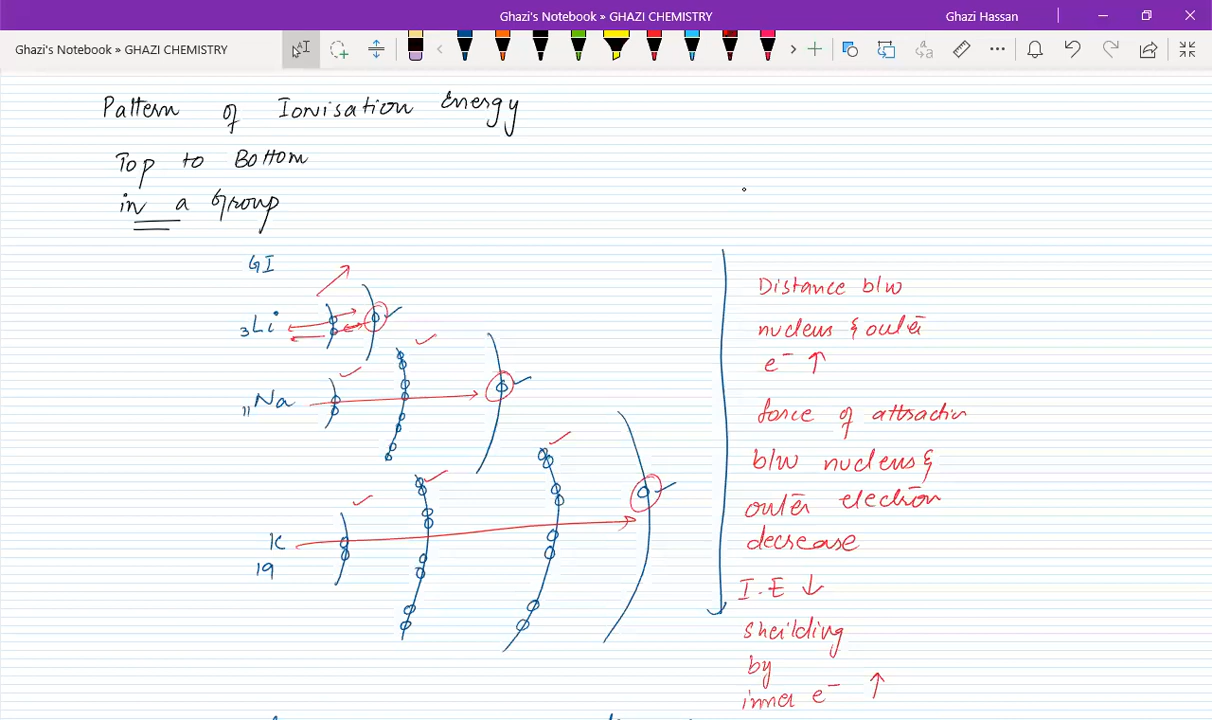 Ghazi's Notebook » GHAZI CHEMISTRY
Ghazi Hassan
Ghazi's Notebook » GHAZI CHEMISTRY
Pattern of Ionisation Energy
Top to Bottom
in a Group
GI
3Li
11Na
K
19
Distance b/w
nucleus & outer
e⁻ ↑
force of attraction
b/w nucleus &
outer electron
decrease
I.E ↓
sheilding
by
inner e⁻ ↑